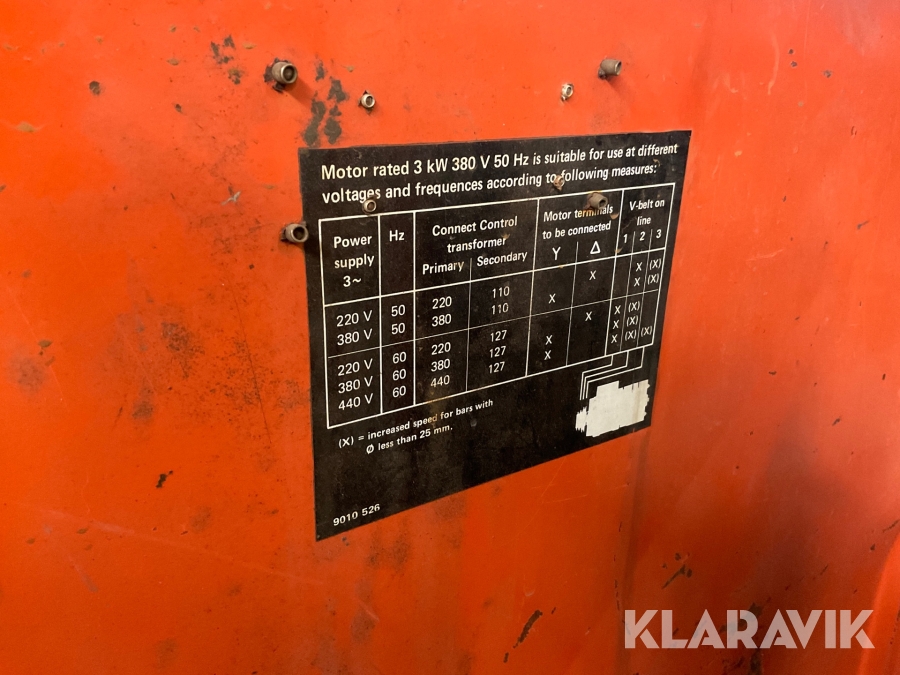 Motor rated 3 kW 380 V 50 Hz is suitable for use at different
voltages and frequences according to following measures:
Power supply 3~ Hz Connect Control transformer Motor terminals to be connected V-belt on line
Primary Secondary Y Δ 1 2 3
220 V 50 220 110 X X (X)
380 V 50 380 110 X X (X)
220 V 60 220 127 X X (X)
380 V 60 380 127 X X (X)
440 V 60 440 127 X X (X) (X)
(X) = increased speed for bars with
Ø less than 25 mm.
9010 526
KLARAVIK